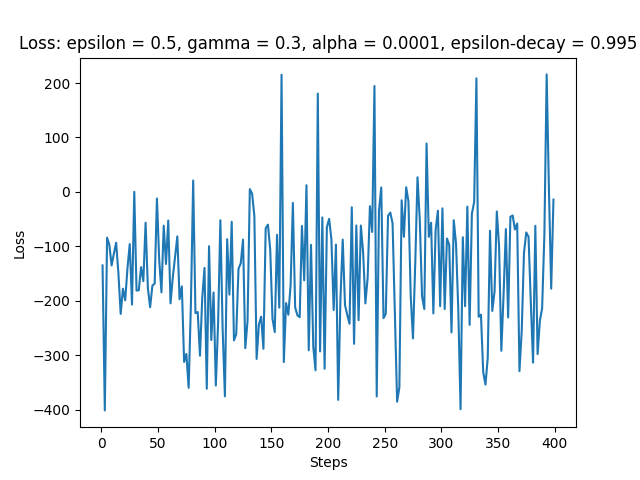 Loss: epsilon = 0.5, gamma = 0.3, alpha = 0.0001, epsilon-decay = 0.995
200
100
0
−100
−200
−300
−400
Loss
0 50 100 150 200 250 300 350 400
Steps